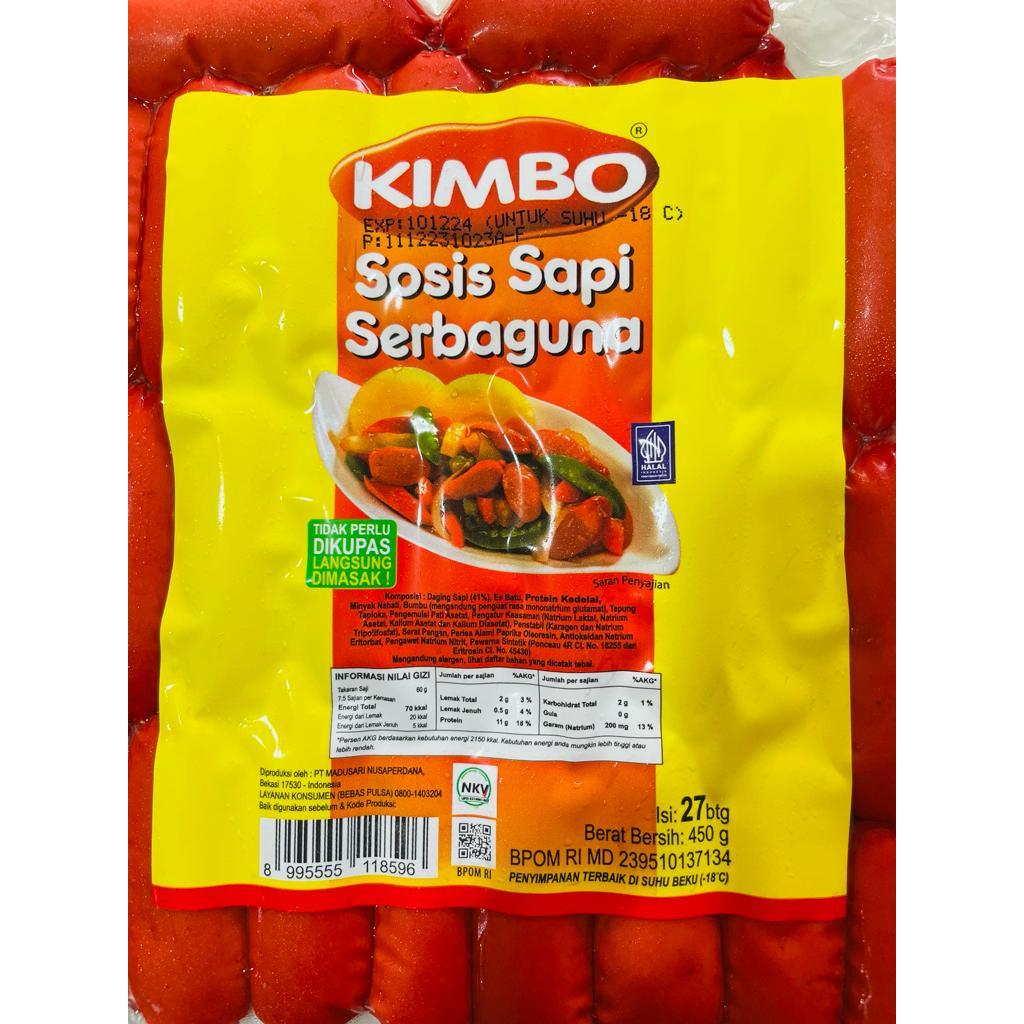 KIMBO ®
EXP:101224 (UNTUK SUHU -18 C)
P:1112231023A-F
Sosis Sapi
Serbaguna
HALAL
INDONESIA
TIDAK PERLU
DIKUPAS
LANGSUNG
DIMASAK !
Saran Penyajian
Komposisi : Daging Sapi (41%), Es Batu, Protein Kedelai,
Minyak Nabati, Bumbu (mengandung penguat rasa mononatrium glutamat), Tepung
Tapioka, Pengemulsi Pati Asetat, Pengatur Keasaman (Natrium Laktat, Natrium
Asetat, Kalium Asetat dan Kalium Diasetat), Penstabil (Karagen dan Natrium
Tripolifosfat), Serat Pangan, Perisa Alami Paprika Oleoresin, Antioksidan Natrium
Eritorbat, Pengawet Natrium Nitrit, Pewarna Sintetik (Ponceau 4R CI. No. 16255 dan
Eritrosin CI. No. 45430)
Mengandung alergen, lihat daftar bahan yang dicetak tebal.
INFORMASI NILAI GIZI
Takaran Saji 60 g
7,5 Sajian per Kemasan
Energi Total 70 kkal
Energi dari Lemak 20 kkal
Energi dari Lemak Jenuh 5 kkal
Jumlah per sajian %AKG*
Lemak Total 2 g 3 %
Lemak Jenuh 0.5 g 4 %
Protein 11 g 18 %
Jumlah per sajian %AKG*
Karbohidrat Total 2 g 1 %
Gula 0 g
Garam (Natrium) 200 mg 13 %
*Persen AKG berdasarkan kebutuhan energi 2150 kkal. Kebutuhan energi anda mungkin lebih tinggi atau
lebih rendah.
Diproduksi oleh : PT MADUSARI NUSAPERDANA,
Bekasi 17530 - Indonesia
LAYANAN KONSUMEN (BEBAS PULSA) 0800-1403204
Baik digunakan sebelum & Kode Produksi:
8 995555 118596
NKV
BPOM RI
Isi: 27btg
Berat Bersih: 450 g
BPOM RI MD 239510137134
PENYIMPANAN TERBAIK DI SUHU BEKU (-18°C)